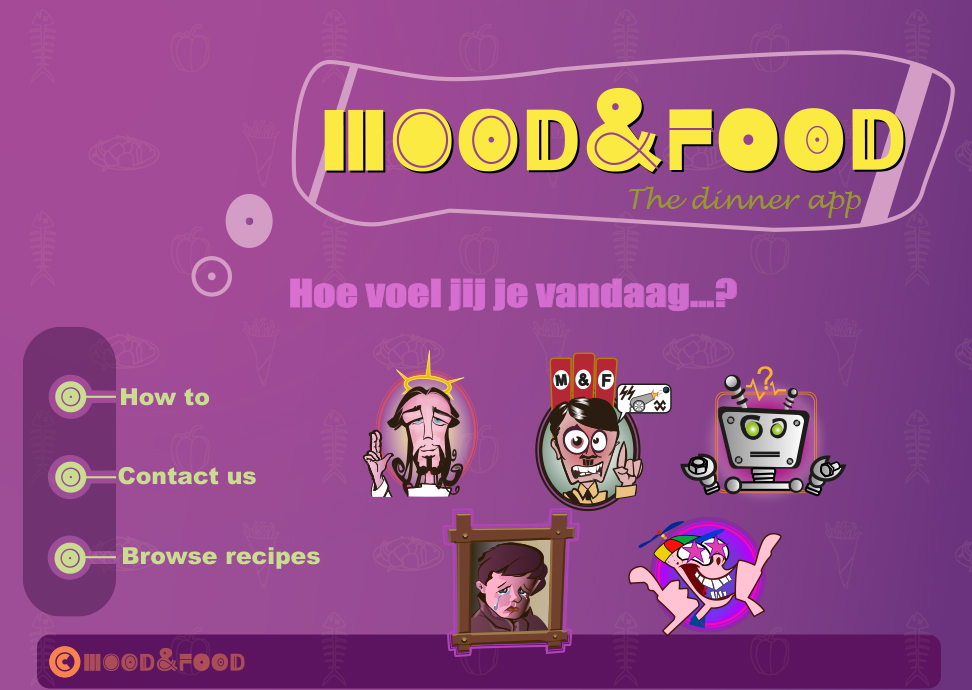 MOOD&FOOD
The dinner app
Hoe voel jij je vandaag...?
M & F
?
How to
Contact us
Browse recipes
© MOOD&FOOD